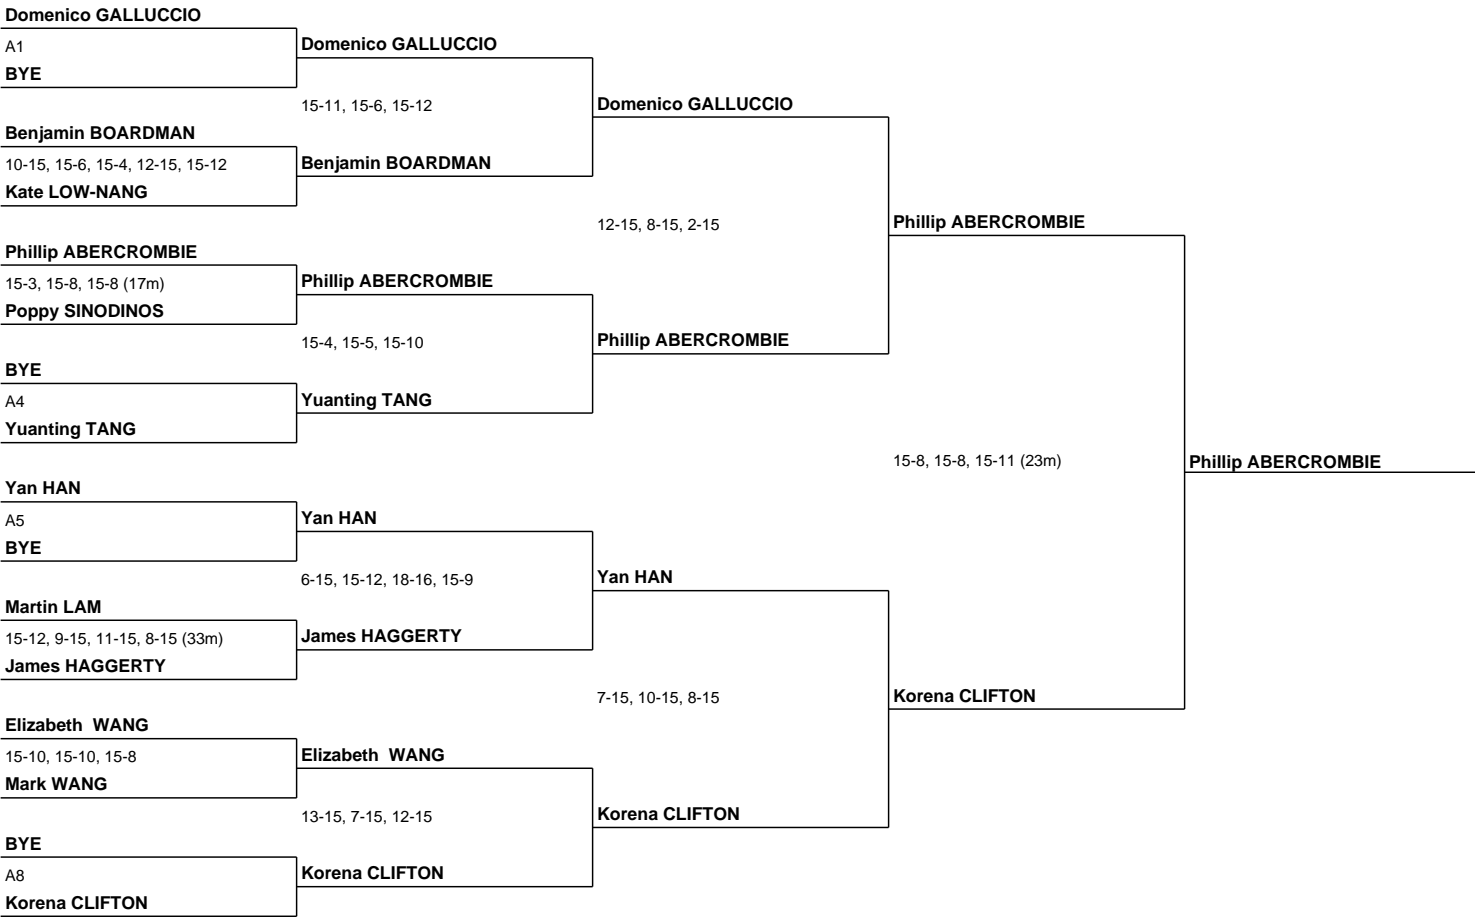 Domenico GALLUCCIO
A1
BYE
Domenico GALLUCCIO
15-11, 15-6, 15-12
Domenico GALLUCCIO
Benjamin BOARDMAN
10-15, 15-6, 15-4, 12-15, 15-12
Kate LOW-NANG
Benjamin BOARDMAN
12-15, 8-15, 2-15
Phillip ABERCROMBIE
Phillip ABERCROMBIE
15-3, 15-8, 15-8 (17m)
Poppy SINODINOS
Phillip ABERCROMBIE
15-4, 15-5, 15-10
Phillip ABERCROMBIE
BYE
A4
Yuanting TANG
Yuanting TANG
15-8, 15-8, 15-11 (23m)
Phillip ABERCROMBIE
Yan HAN
A5
BYE
Yan HAN
6-15, 15-12, 18-16, 15-9
Yan HAN
Martin LAM
15-12, 9-15, 11-15, 8-15 (33m)
James HAGGERTY
James HAGGERTY
7-15, 10-15, 8-15
Korena CLIFTON
Elizabeth  WANG
15-10, 15-10, 15-8
Mark WANG
Elizabeth  WANG
13-15, 7-15, 12-15
Korena CLIFTON
BYE
A8
Korena CLIFTON
Korena CLIFTON